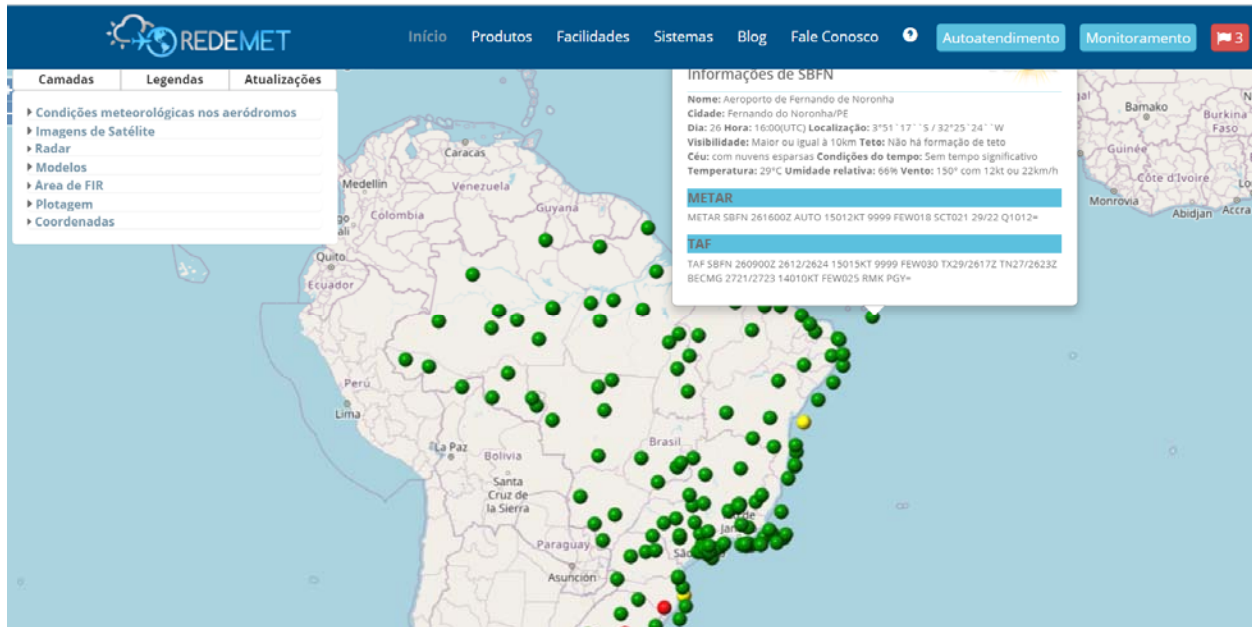 REDEMET
Início Produtos Facilidades Sistemas Blog Fale Conosco Autoatendimento Monitoramento 3
Camadas Legendas Atualizações
Condições meteorológicas nos aeródromos
Imagens de Satélite
Radar
Modelos
Área de FIR
Plotagem
Coordenadas
Informações de SBFN
Nome: Aeroporto de Fernando de Noronha
Cidade: Fernando do Noronha/PE
Dia: 26 Hora: 16:00(UTC) Localização: 3°51`17``S / 32°25`24``W
Visibilidade: Maior ou igual à 10km Teto: Não há formação de teto
Céu: com nuvens esparsas Condições do tempo: Sem tempo significativo
Temperatura: 29°C Umidade relativa: 66% Vento: 150° com 12kt ou 22km/h
METAR
METAR SBFN 261600Z AUTO 15012KT 9999 FEW018 SCT021 29/22 Q1012=
TAF
TAF SBFN 260900Z 2612/2624 15015KT 9999 FEW030 TX29/2617Z TN27/2623Z
BECMG 2721/2723 14010KT FEW025 RMK PGY=
Bamako
Burkina
Faso
Guinée
Côte d'Ivoire
Monrovia
Abidjan
Accra
Caracas
Medellín
Venezuela
Guyana
Colombia
Quito
Ecuador
Perú
Lima
Brasil
La Paz
Bolivia
Santa
Cruz de
la Sierra
Paraguay
Asunción